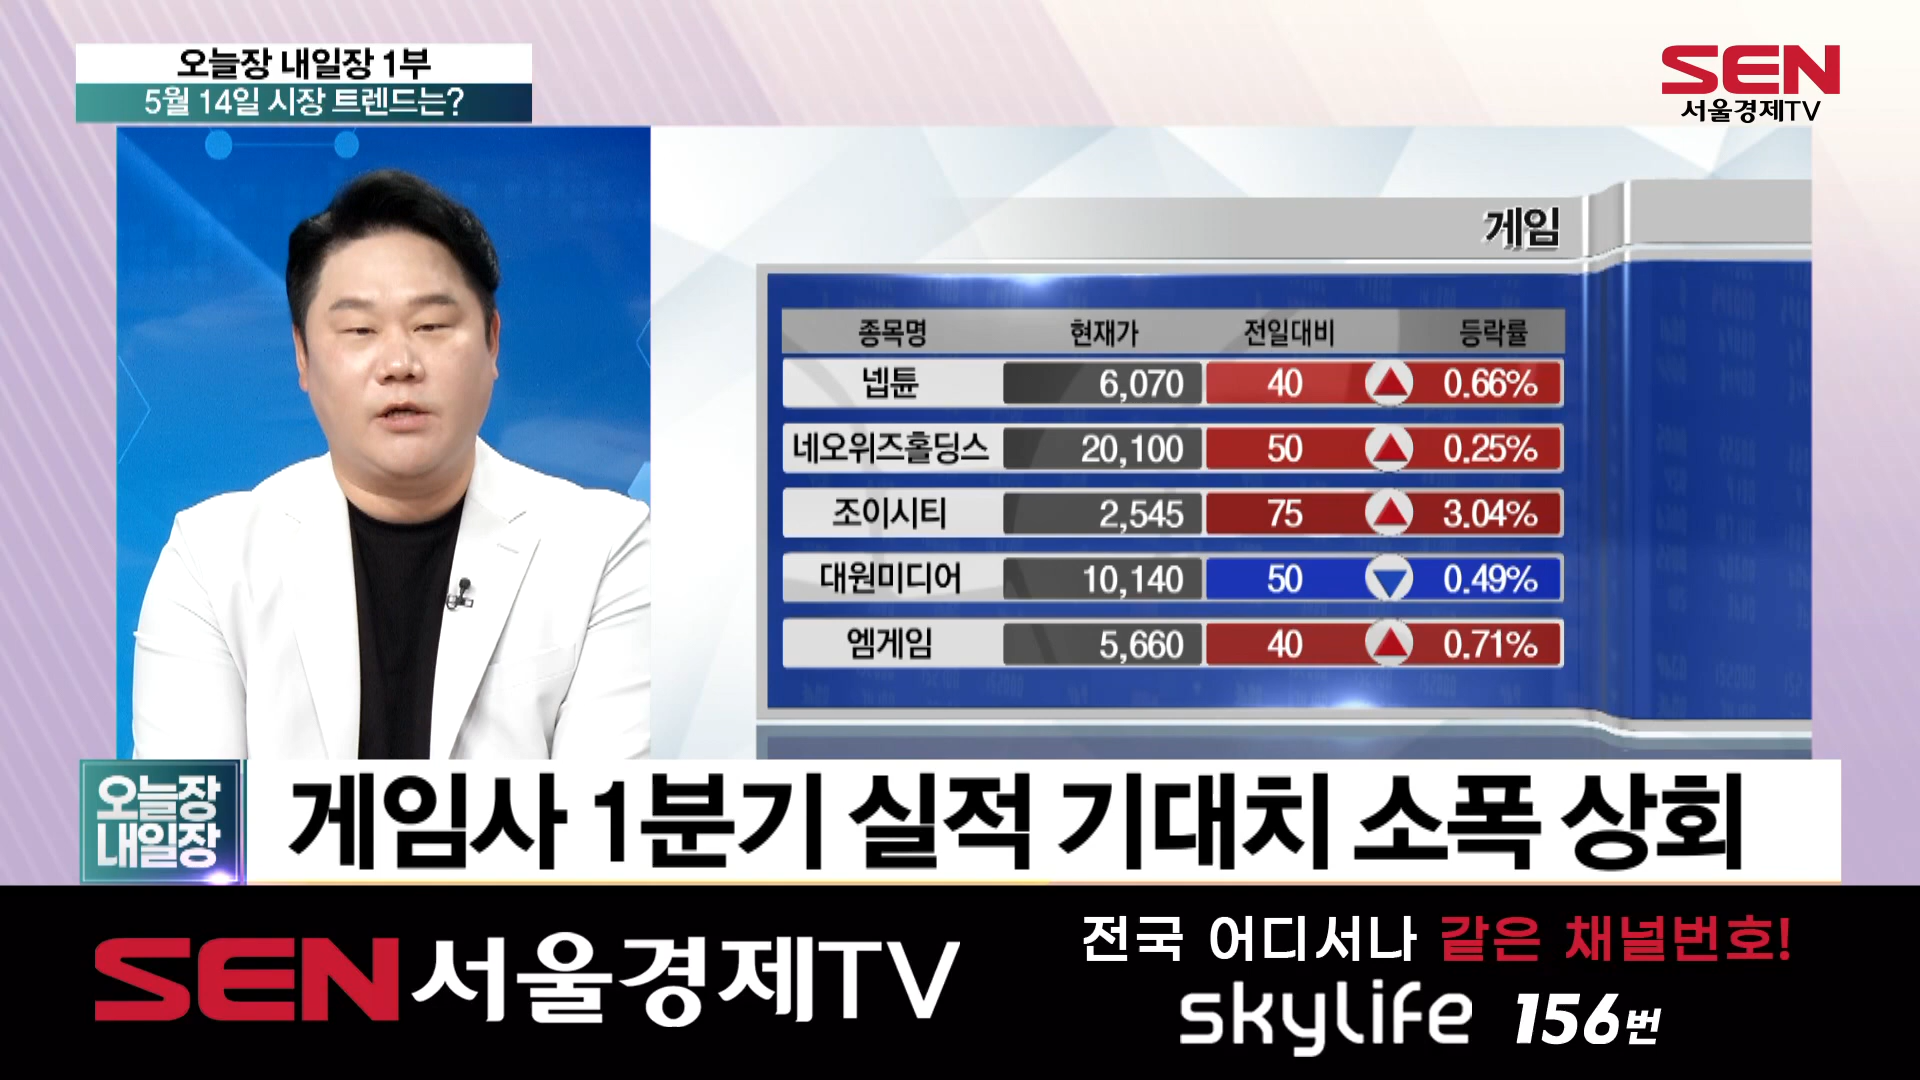 오늘장 내일장 1부
5월 14일 시장 트렌드는?
SEN
서울경제TV
게임
종목명 현재가 전일대비 등락률
넵튠 6,070 40 0.66%
네오위즈홀딩스 20,100 50 0.25%
조이시티 2,545 75 3.04%
대원미디어 10,140 50 0.49%
엠게임 5,660 40 0.71%
오늘장
내일장
게임사 1분기 실적 기대치 소폭 상회
SEN서울경제TV
전국 어디서나 같은 채널번호!
skylife 156번